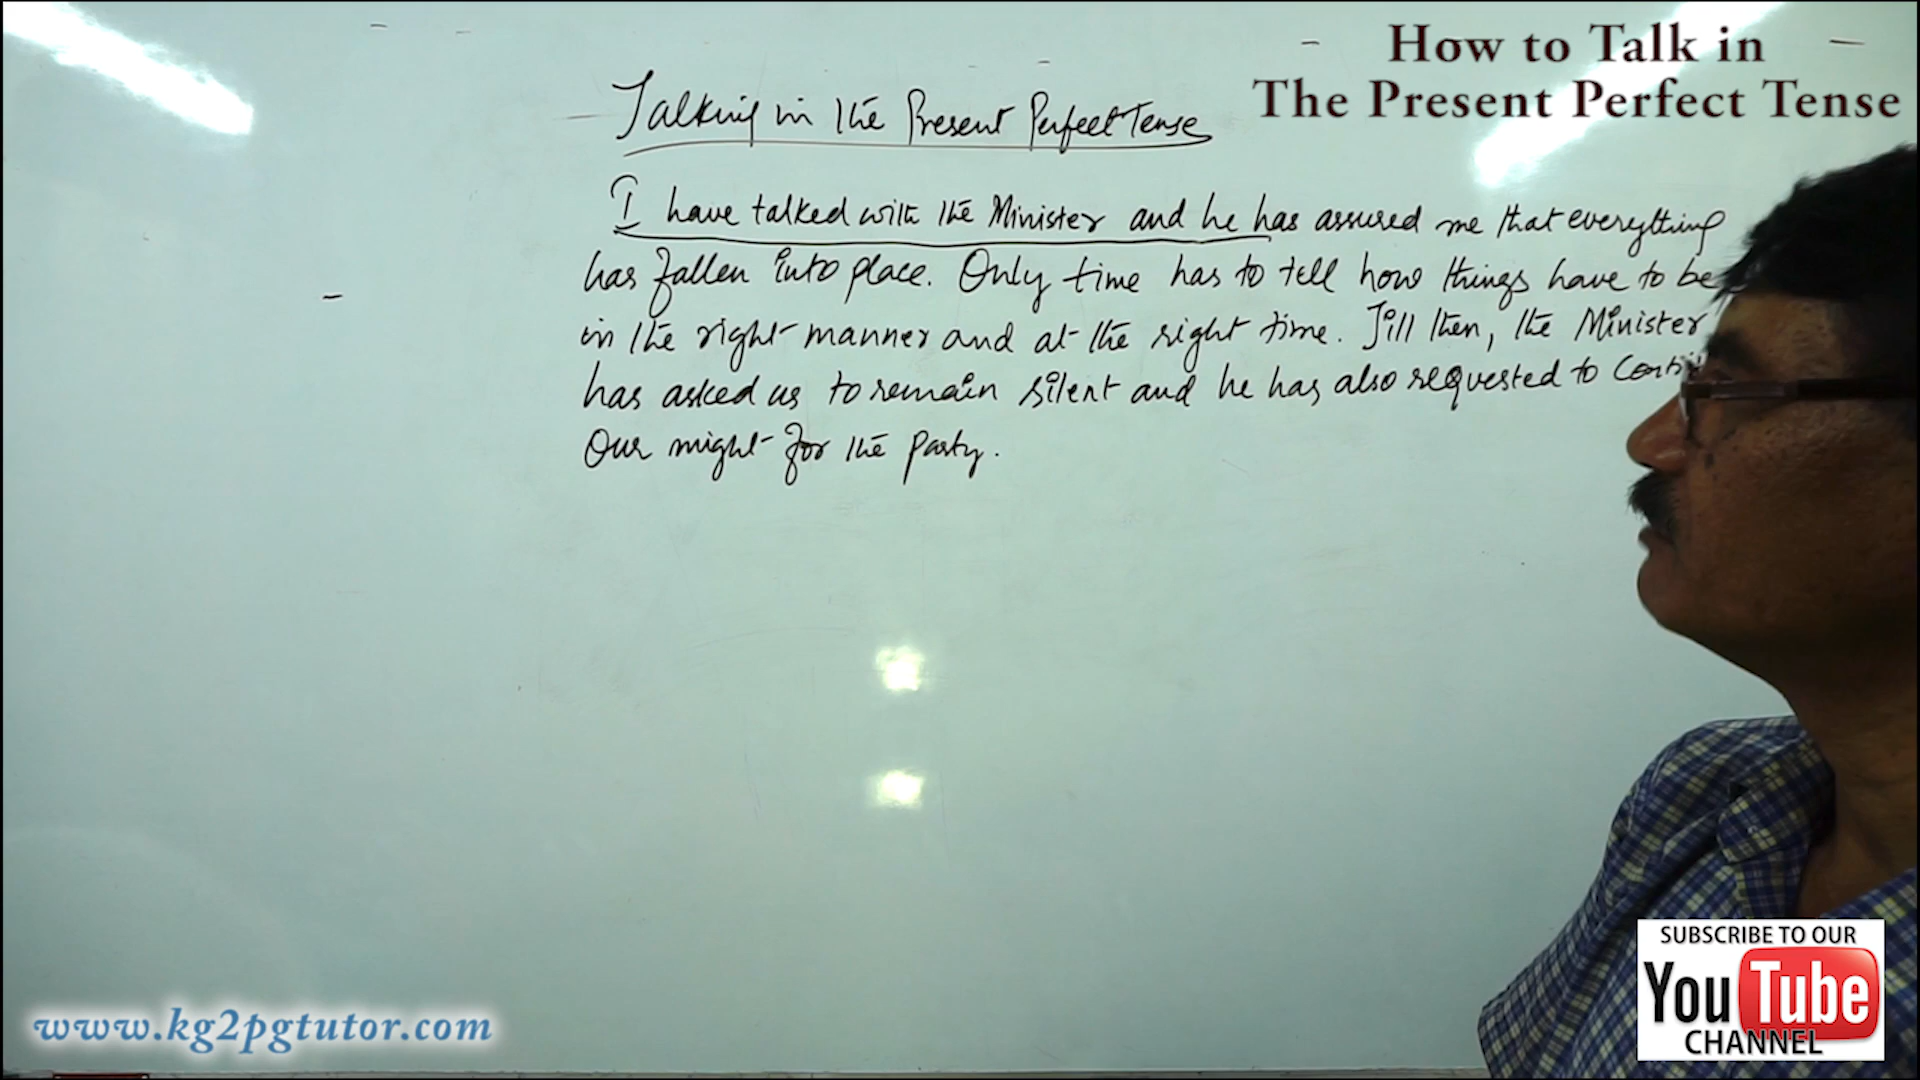 How to Talk in
The Present Perfect Tense
Talking in the Present Perfect Tense
I have talked with the Minister and he has assured me that everything
has fallen into place. Only time has to tell how things have to be
in the right manner and at the right time. Till then, the Minister
has asked us to remain silent and he has also requested to
Our might for the party.
www.kg2pgtutor.com
SUBSCRIBE TO OUR
YouTube
CHANNEL